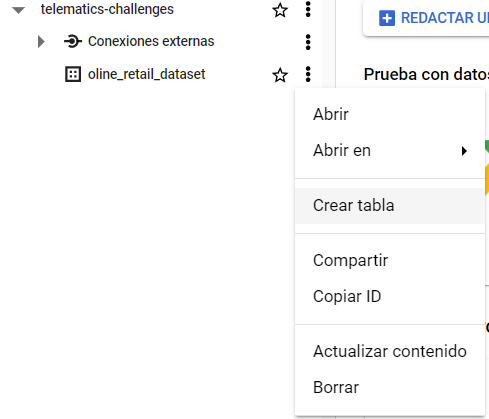 telematics-challenges
REDACTAR U
Conexiones externas
oline_retail_dataset
Prueba con datos
Abrir
Abrir en
Crear tabla
Compartir
Copiar ID
Actualizar contenido
Borrar